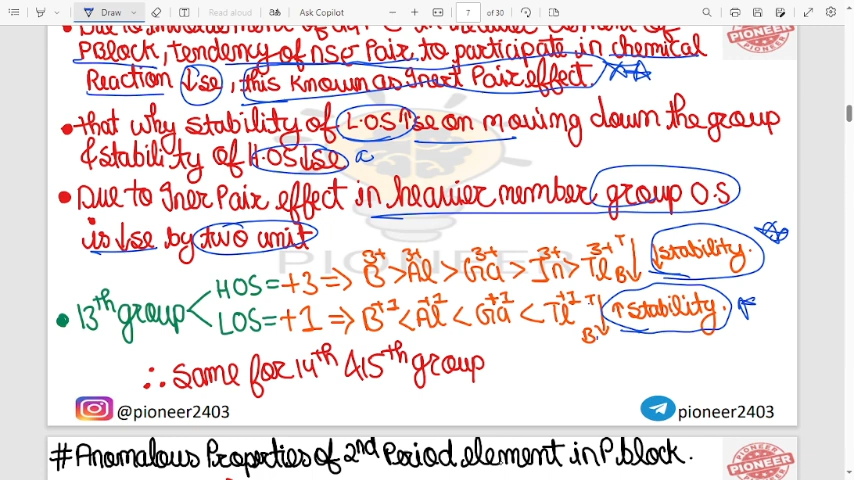 Draw
Read aloud
Ask Copilot
7 of 30
PBlock, tendency of nSe Pair, to participate in chemical
Reaction ↓se, this known as Inert Pair effect.
• that why stability of L.O.S ↑se on moving down the group
& stability of H.OS ↓se
• Due to Iner Pair effect in heavier member group O.S
is ↓se by two unit
• 13th group < HOS = +3 => B3+ > Al3+ > Ga3+ > In3+ > Tl3+ T↓B ↓stability.
LOS = +1 => B+1 < Al+1 < Ga+1 < Tl+1 T↓B ↑stability.
∴ Same for 14th & 15th group
@pioneer2403
pioneer2403
PIONEER
# Anomalous Properties of 2nd Period element in P.block.
PIONEER
PIONEER